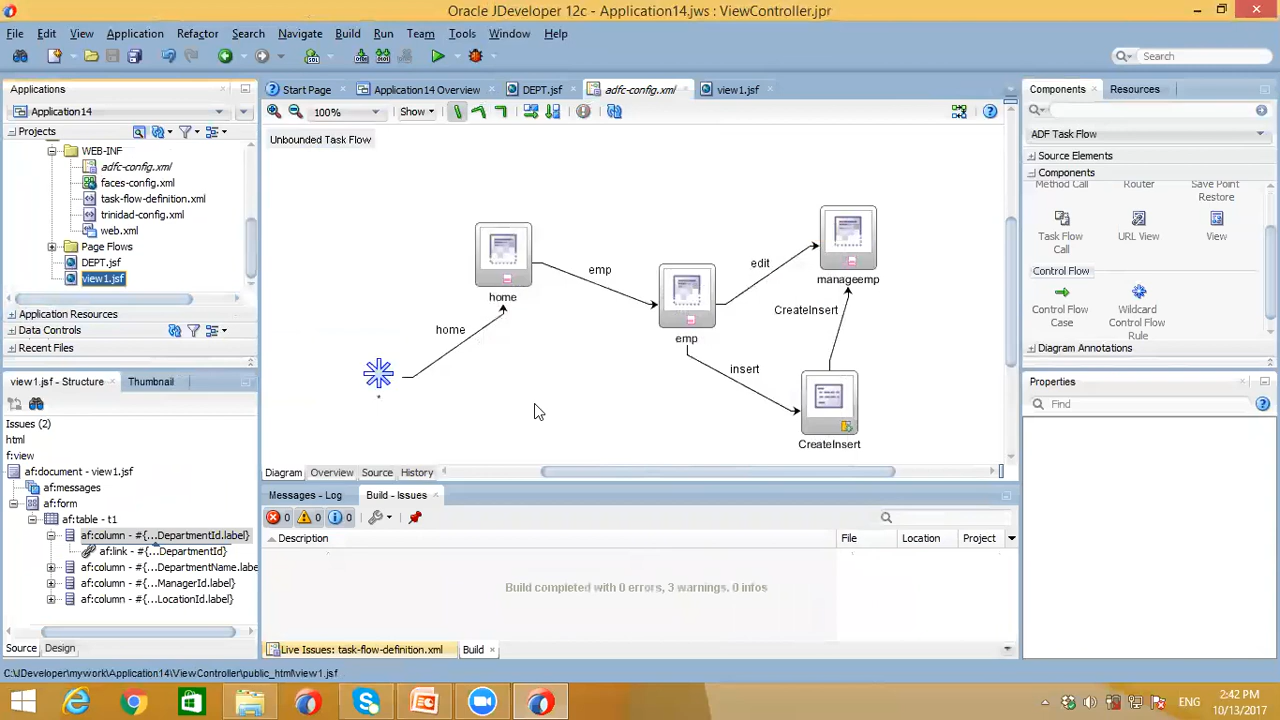 Oracle JDeveloper 12c - Application14.jws : ViewController.jpr
File Edit View Application Refactor Search Navigate Build Run Team Tools Window Help
Search
Applications
Start Page
Application14 Overview
DEPT.jsf
adfc-config.xml
view1.jsf
Components
Resources
Application14
100%
Show
Projects
Unbounded Task Flow
ADF Task Flow
WEB-INF
Source Elements
adfc-config.xml
Components
faces-config.xml
Method Call
Router
Save Point
Restore
task-flow-definition.xml
trinidad-config.xml
web.xml
Task Flow
Call
URL View
View
Page Flows
DEPT.jsf
view1.jsf
Control Flow
Control Flow
Case
Wildcard
Control Flow
Rule
Application Resources
Data Controls
Recent Files
Diagram Annotations
home
emp
edit
manageemp
home
CreateInsert
emp
insert
CreateInsert
view1.jsf - Structure
Thumbnail
Properties
Find
Issues (2)
html
f:view
af:document - view1.jsf
af:messages
af:form
af:table - t1
af:column - #{...DepartmentId.label}
af:link - #{...DepartmentId}
af:column - #{...DepartmentName.labe
af:column - #{...ManagerId.label}
af:column - #{...LocationId.label}
Source Design
Diagram Overview Source History
Messages - Log
Build - Issues
0 0 0
Description File Location Project
Build completed with 0 errors, 3 warnings, 0 infos
Live Issues: task-flow-definition.xml
Build
C:\JDeveloper\mywork\Application14\ViewController\public_html\view1.jsf
ENG
2:42 PM
10/13/2017